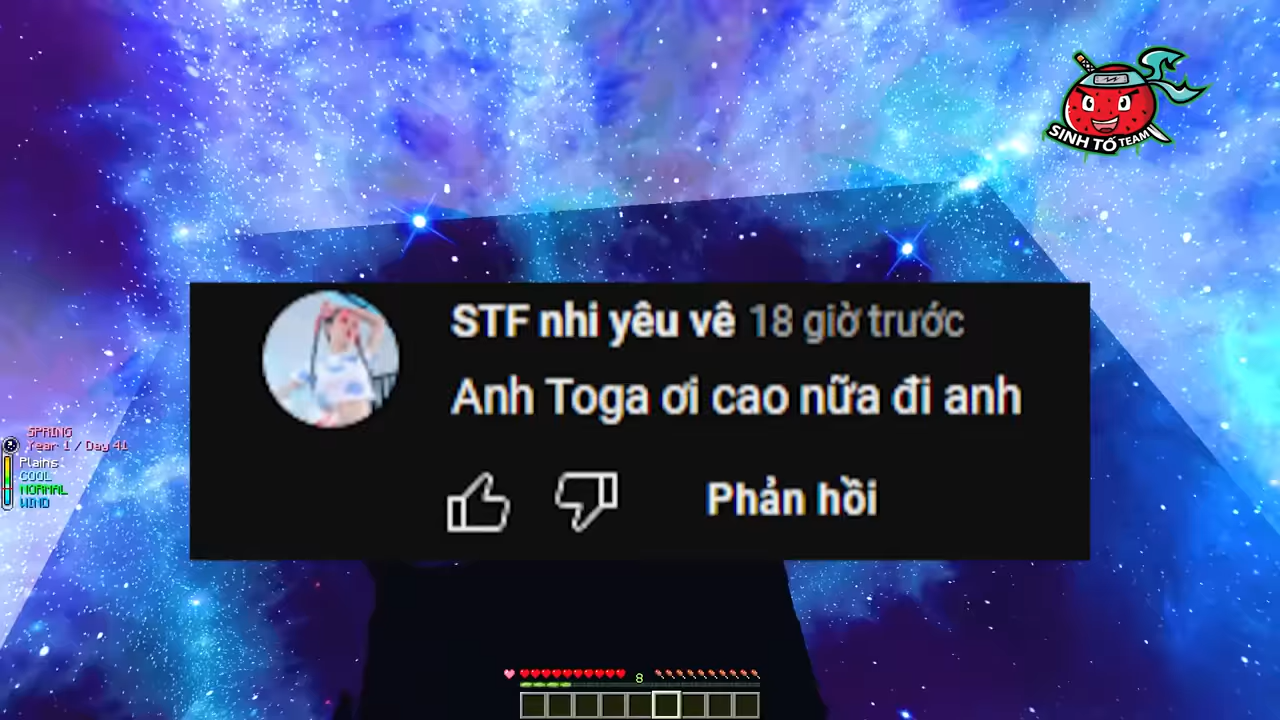 SINH TỐ TEAM
STF nhi yêu vê 18 giờ trước
Anh Toga ơi cao nữa đi anh
Phản hồi
SPRING
Year 1 / Day 41
Plains
COOL
NORMAL
WIND
8